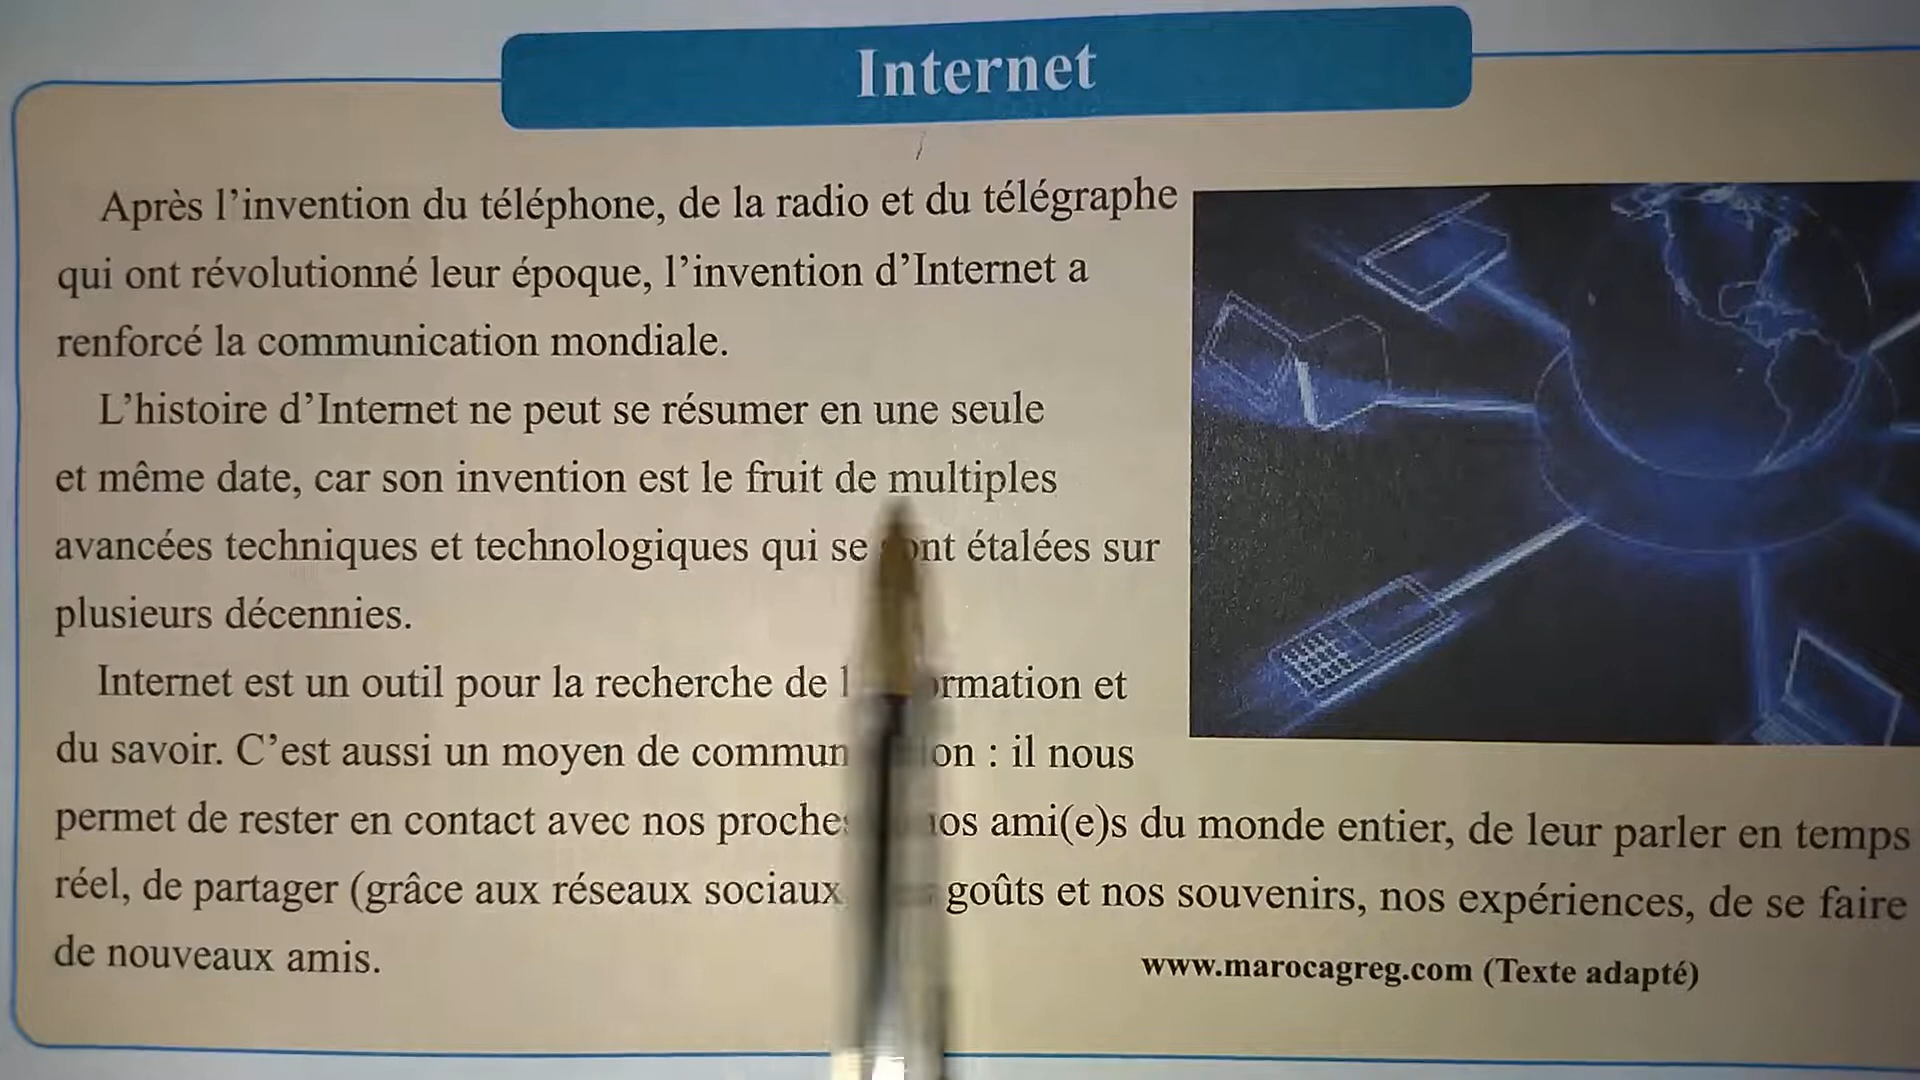 Internet
Après l'invention du téléphone, de la radio et du télégraphe
qui ont révolutionné leur époque, l'invention d'Internet a
renforcé la communication mondiale.
L'histoire d'Internet ne peut se résumer en une seule
et même date, car son invention est le fruit de multiples
avancées techniques et technologiques qui se sont étalées sur
plusieurs décennies.
Internet est un outil pour la recherche de et
du savoir. C'est aussi un moyen de : il nous
permet de rester en contact avec nos ami(e)s du monde entier, de leur parler en temps
réel, de partager (grâce aux réseaux sociaux goûts et nos souvenirs, nos expériences, de se faire
de nouveaux amis.
www.marocagreg.com (Texte adapté)